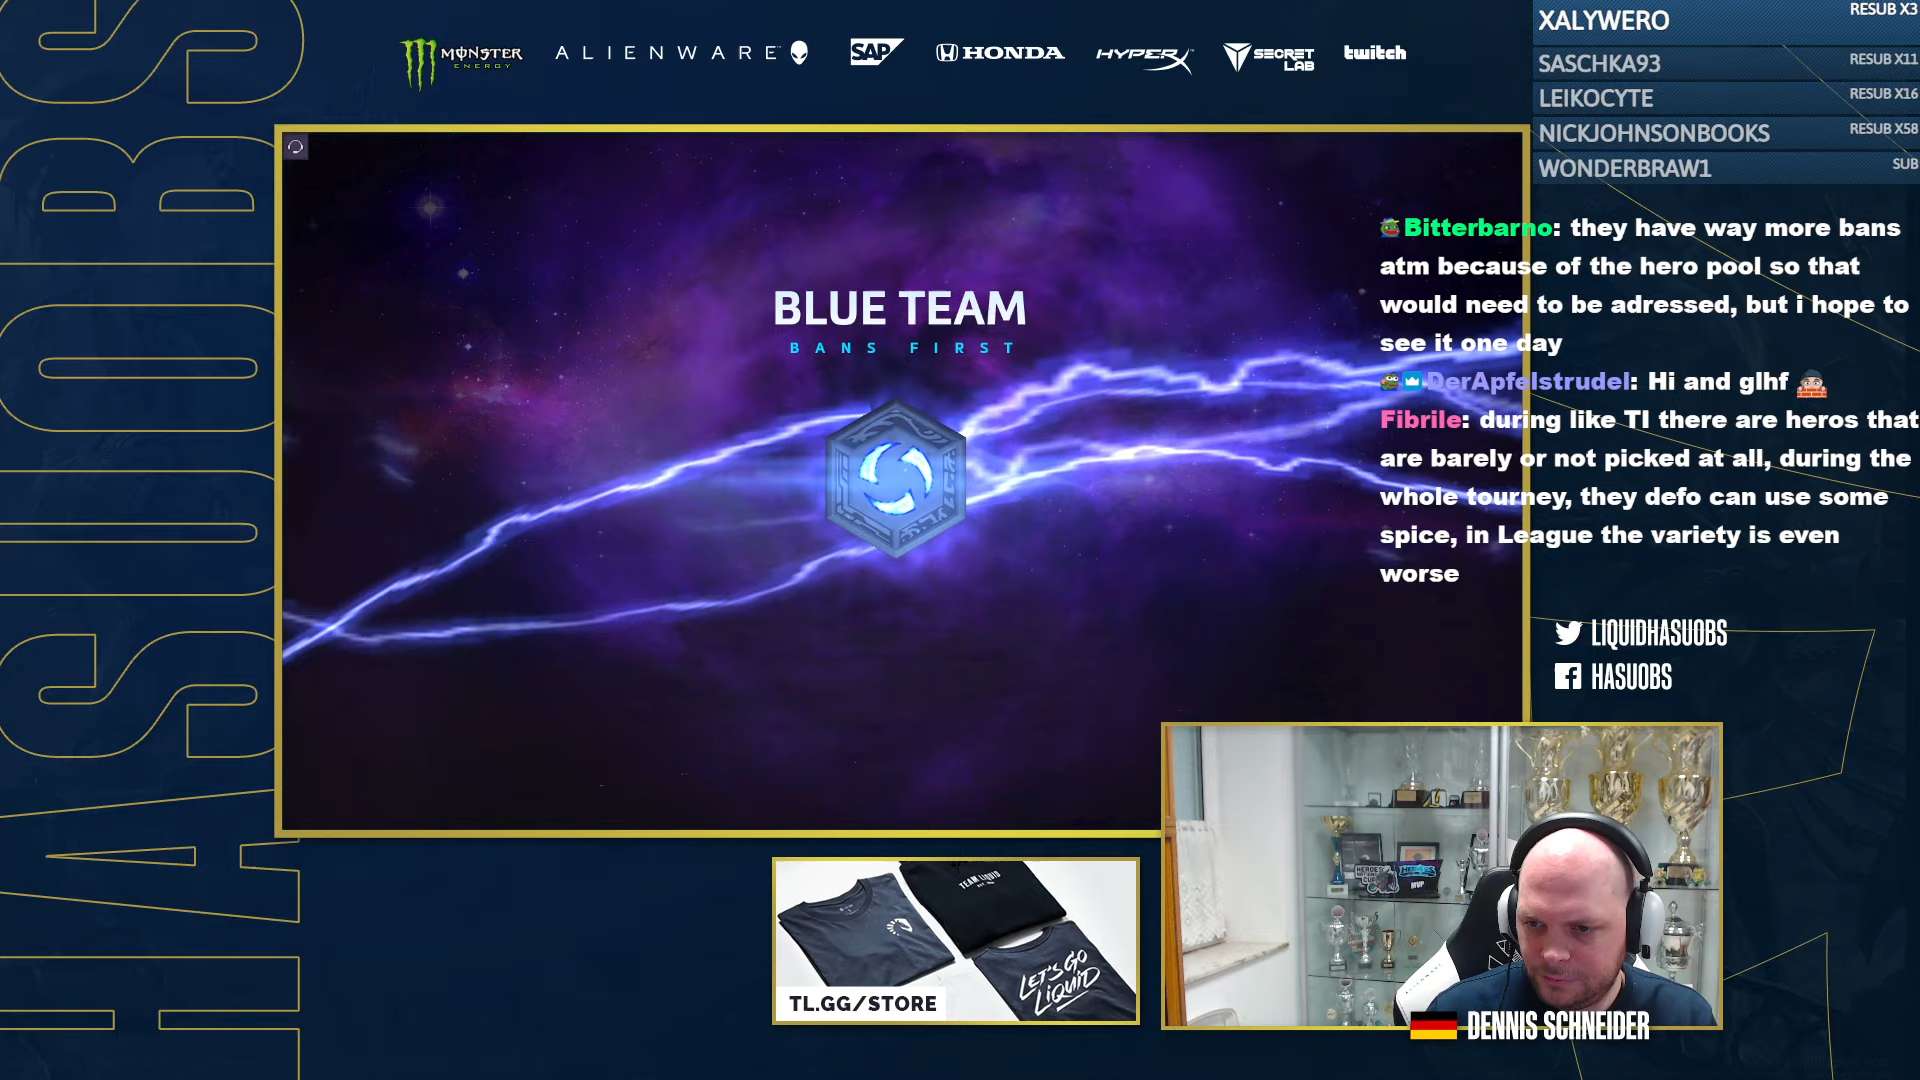 HASUOBS
MONSTER
ENERGY
ALIENWARE
SAP
HONDA
HYPERX
SECRET
LAB
twitch
XALYWERO RESUB X3
SASCHKA93 RESUB X11
LEIKOCYTE RESUB X16
NICKJOHNSONBOOKS RESUB X58
WONDERBRAW1 SUB
BLUE TEAM
BANS FIRST
Bitterbarno: they have way more bans
atm because of the hero pool so that
would need to be adressed, but i hope to
see it one day
DerApfelstrudel: Hi and glhf
Fibrile: during like TI there are heros that
are barely or not picked at all, during the
whole tourney, they defo can use some
spice, in League the variety is even
worse
LIQUIDHASUOBS
HASUOBS
TEAM LIQUID
LET'S GO
LIQUID
TL.GG/STORE
HEROES
CUP
MVP
DENNIS SCHNEIDER